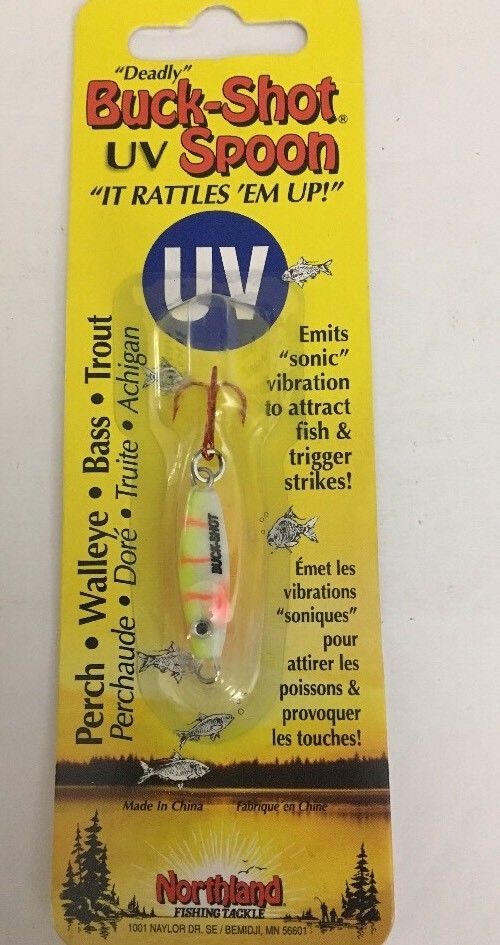 "Deadly"
Buck-Shot®
UV Spoon
"IT RATTLES 'EM UP!"
UV
Perch • Walleye • Bass • Trout
Perchaude • Doré • Truite • Achigan
Emits
"sonic"
vibration
to attract
fish &
trigger
strikes!
BUCK-SHOT
Émet les
vibrations
"soniques"
pour
attirer les
poissons &
provoquer
les touches!
Made in China
Fabriqué en Chine
Northland®
FISHING TACKLE
1001 NAYLOR DR. SE / BEMIDJI, MN 56601